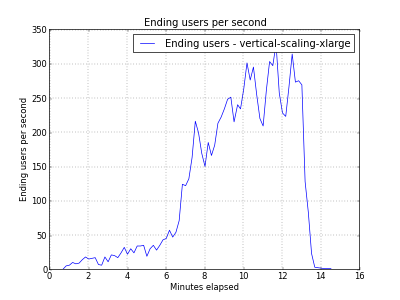 Ending users per second
350
Ending users - vertical-scaling-xlarge
300
250
200
150
100
50
0
Ending users per second
0 2 4 6 8 10 12 14 16
Minutes elapsed